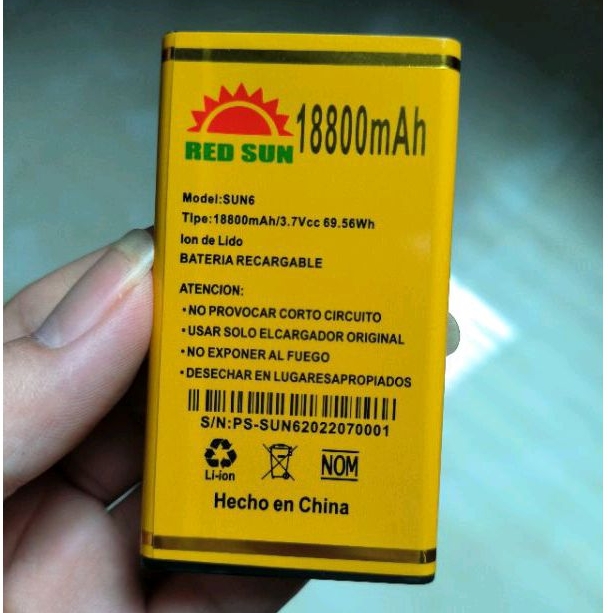 RED SUN
18800mAh
Model:SUN6
Tipe:18800mAh/3.7Vcc 69.56Wh
Ion de Lido
BATERIA RECARGABLE
ATENCION:
•NO PROVOCAR CORTO CIRCUITO
•USAR SOLO ELCARGADOR ORIGINAL
•NO EXPONER AL FUEGO
•DESECHAR EN LUGARESAPROPIADOS
S/N:PS-SUN62022070001
Li-ion
NOM
Hecho en China